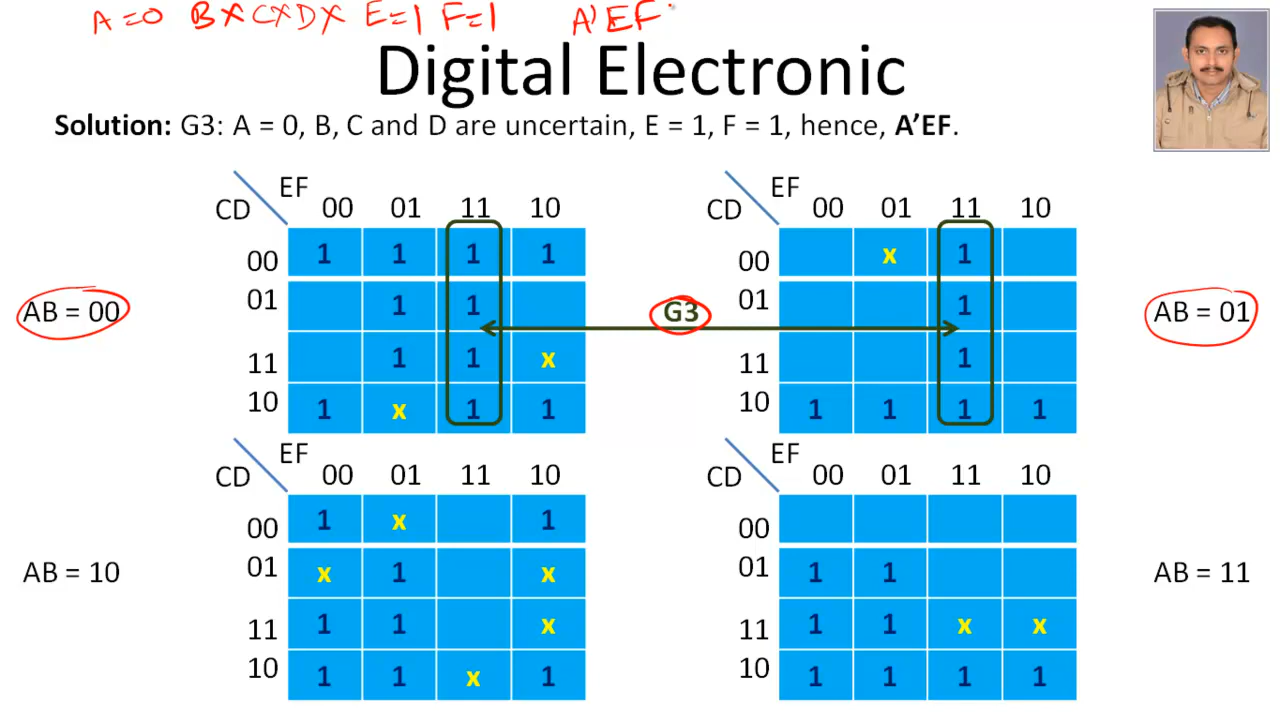 A=0 BX CX DX E=1 F=1 A'EF
Digital Electronic
Solution: G3: A = 0, B, C and D are uncertain, E = 1, F = 1, hence, A’EF.
EF
CD 00 01 11 10
00 1 1 1 1
01 1 1
11 1 1 x
10 1 x 1 1
AB = 00
G3
EF
CD 00 01 11 10
00 x 1
01 1
11 1
10 1 1 1 1
AB = 01
EF
CD 00 01 11 10
00 1 x 1
01 x 1 x
11 1 1 x
10 1 1 x 1
AB = 10
EF
CD 00 01 11 10
00
01 1 1
11 1 1 x x
10 1 1 1 1
AB = 11